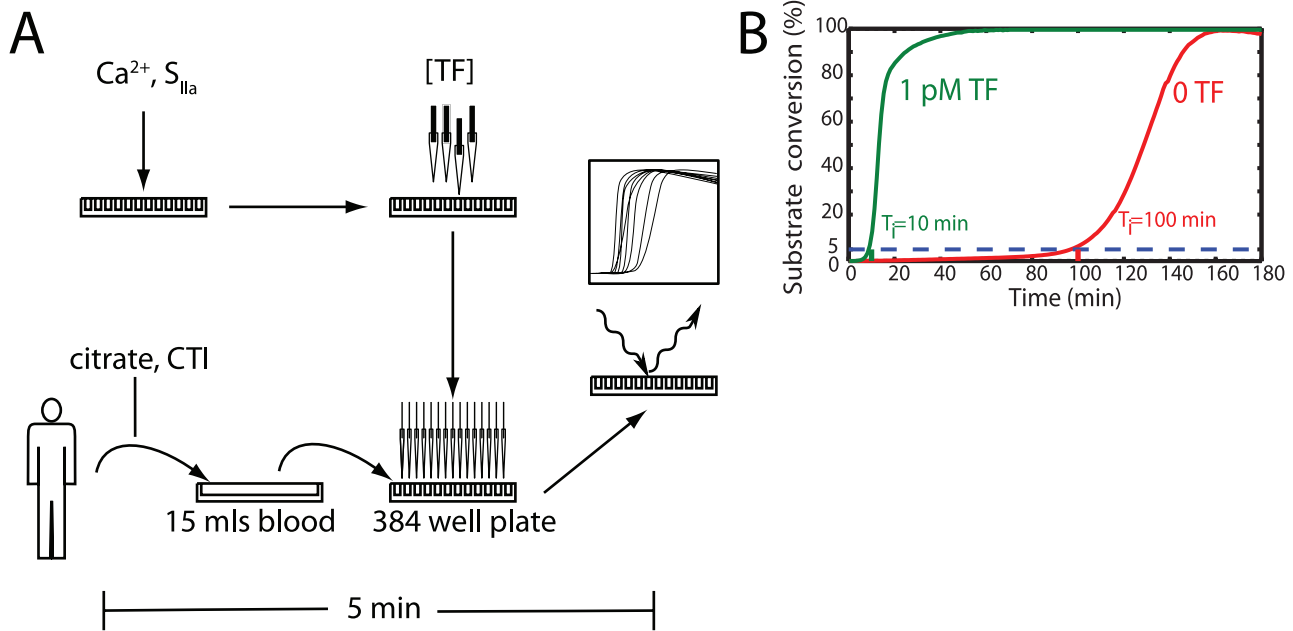 A
Ca²⁺, S_IIa
[TF]
citrate, CTI
15 mls blood
384 well plate
5 min
B
Substrate conversion (%)
100
80
60
40
20
5
0
1 pM TF
0 TF
Tᵢ=10 min
Tᵢ=100 min
0 20 40 60 80 100 120 140 160 180
Time (min)